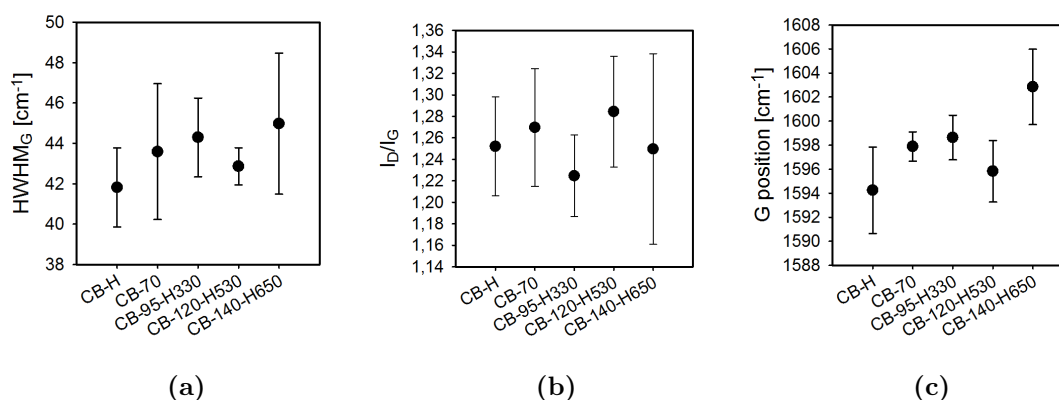 HWHM_G [cm⁻¹]
50
48
46
44
42
40
38
CB-H
CB-70
CB-95-H330
CB-120-H530
CB-140-H650
(a)
I_D/I_G
1,36
1,34
1,32
1,30
1,28
1,26
1,24
1,22
1,20
1,18
1,16
1,14
CB-H
CB-70
CB-95-H330
CB-120-H530
CB-140-H650
(b)
G position [cm⁻¹]
1608
1606
1604
1602
1600
1598
1596
1594
1592
1590
1588
CB-H
CB-70
CB-95-H330
CB-120-H530
CB-140-H650
(c)